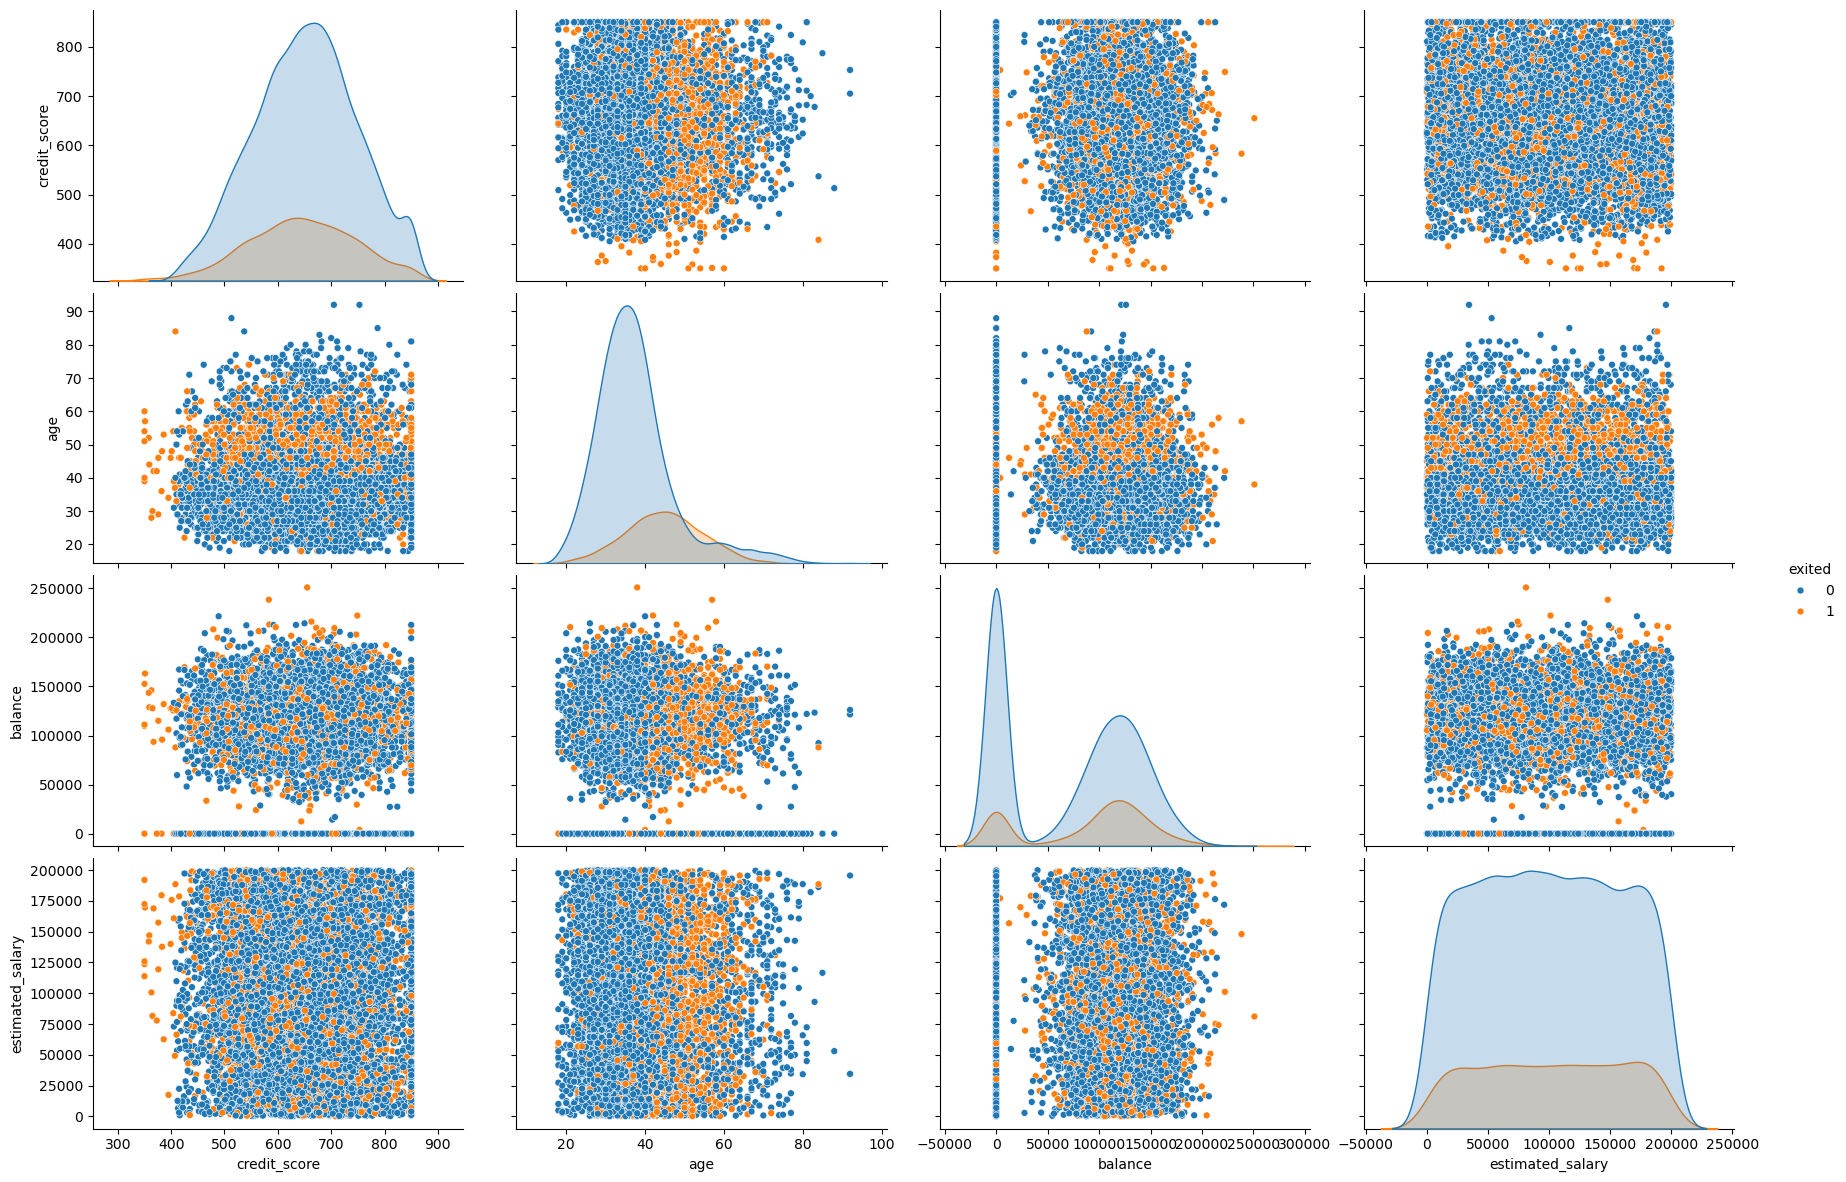 800
700
600
500
400
credit_score
90
80
70
60
50
40
30
20
age
exited
0
1
250000
200000
150000
100000
50000
0
balance
200000
175000
150000
125000
100000
75000
50000
25000
0
estimated_salary
300 400 500 600 700 800 900
20 40 60 80 100
−50000 0 50000 100000 150000 200000 250000 300000
−50000 0 50000 100000 150000 200000 250000
credit_score
age
balance
estimated_salary